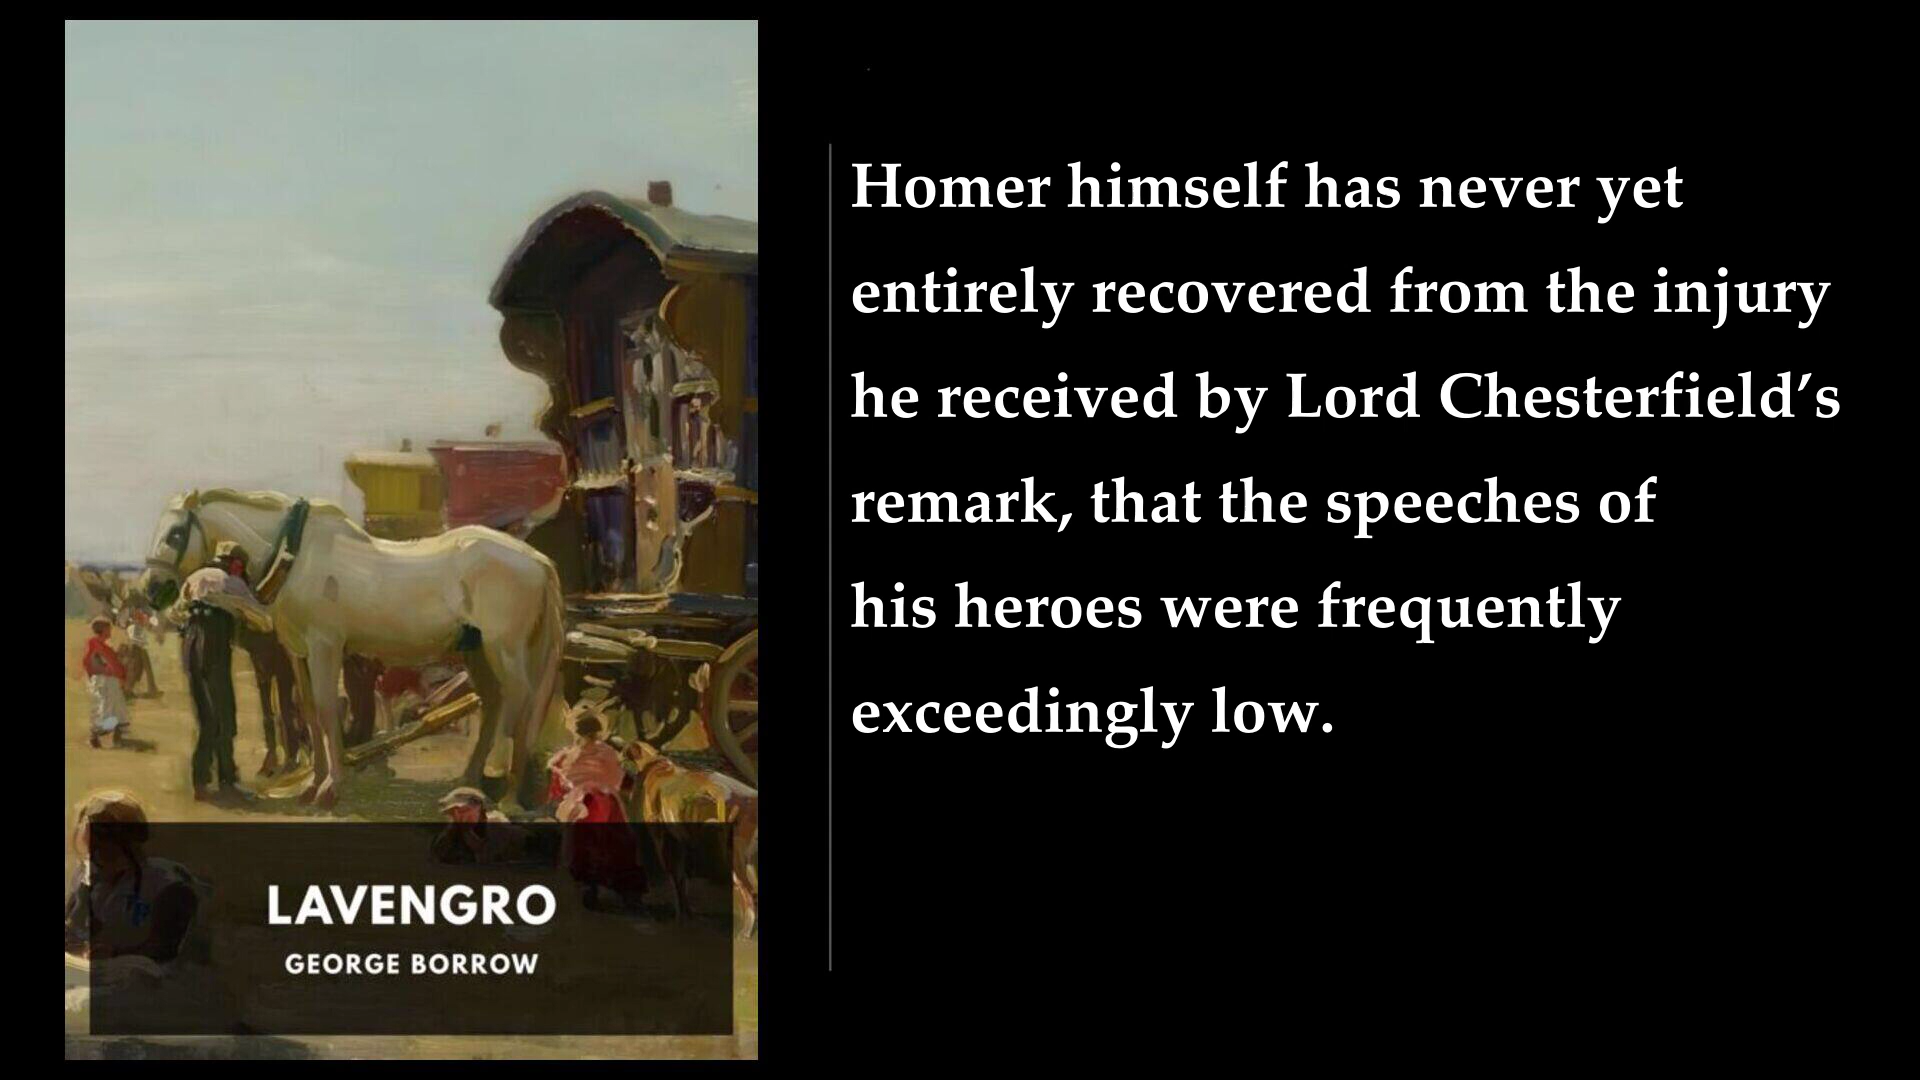 Homer himself has never yet
entirely recovered from the injury
he received by Lord Chesterfield’s
remark, that the speeches of
his heroes were frequently
exceedingly low.
LAVENGRO
GEORGE BORROW